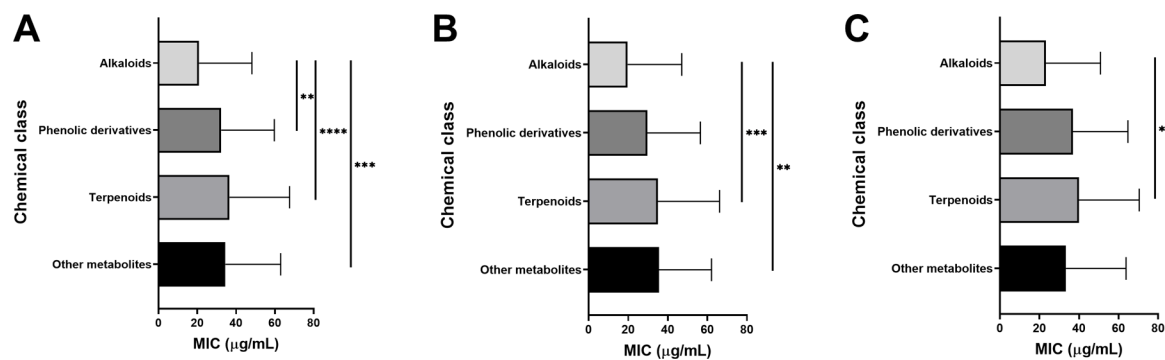 A
Chemical class
Alkaloids
Phenolic derivatives
Terpenoids
Other metabolites
**
****
***
0 20 40 60 80
MIC (μg/mL)
B
Chemical class
Alkaloids
Phenolic derivatives
Terpenoids
Other metabolites
***
**
0 20 40 60 80
MIC (μg/mL)
C
Chemical class
Alkaloids
Phenolic derivatives
Terpenoids
Other metabolites
*
0 20 40 60 80
MIC (μg/mL)